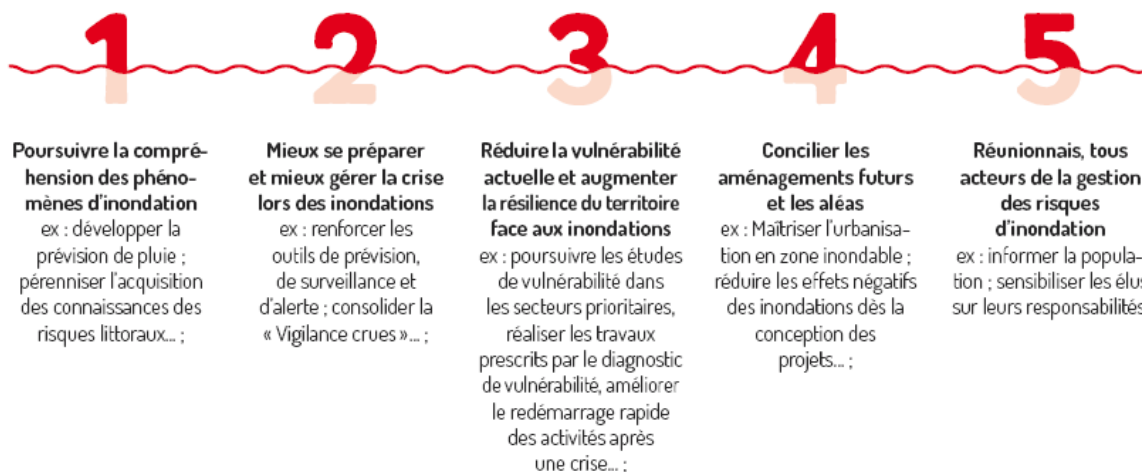 1
Poursuivre la compré-
hension des phéno-
mènes d'inondation
ex : développer la
prévision de pluie ;
pérenniser l'acquisition
des connaissances des
risques littoraux... ;
2
Mieux se préparer
et mieux gérer la crise
lors des inondations
ex : renforcer les
outils de prévision,
de surveillance et
d'alerte ; consolider la
« Vigilance crues »... ;
3
Réduire la vulnérabilité
actuelle et augmenter
la résilience du territoire
face aux inondations
ex : poursuivre les études
de vulnérabilité dans
les secteurs prioritaires,
réaliser les travaux
prescrits par le diagnostic
de vulnérabilité, améliorer
le redémarrage rapide
des activités après
une crise... ;
4
Concilier les
aménagements futurs
et les aléas
ex : Maîtriser l'urbanisa-
tion en zone inondable ;
réduire les effets négatifs
des inondations dès la
conception des
projets... ;
5
Réunionnais, tous
acteurs de la gestion
des risques
d'inondation
ex : informer la popula-
tion ; sensibiliser les élus
sur leurs responsabilités